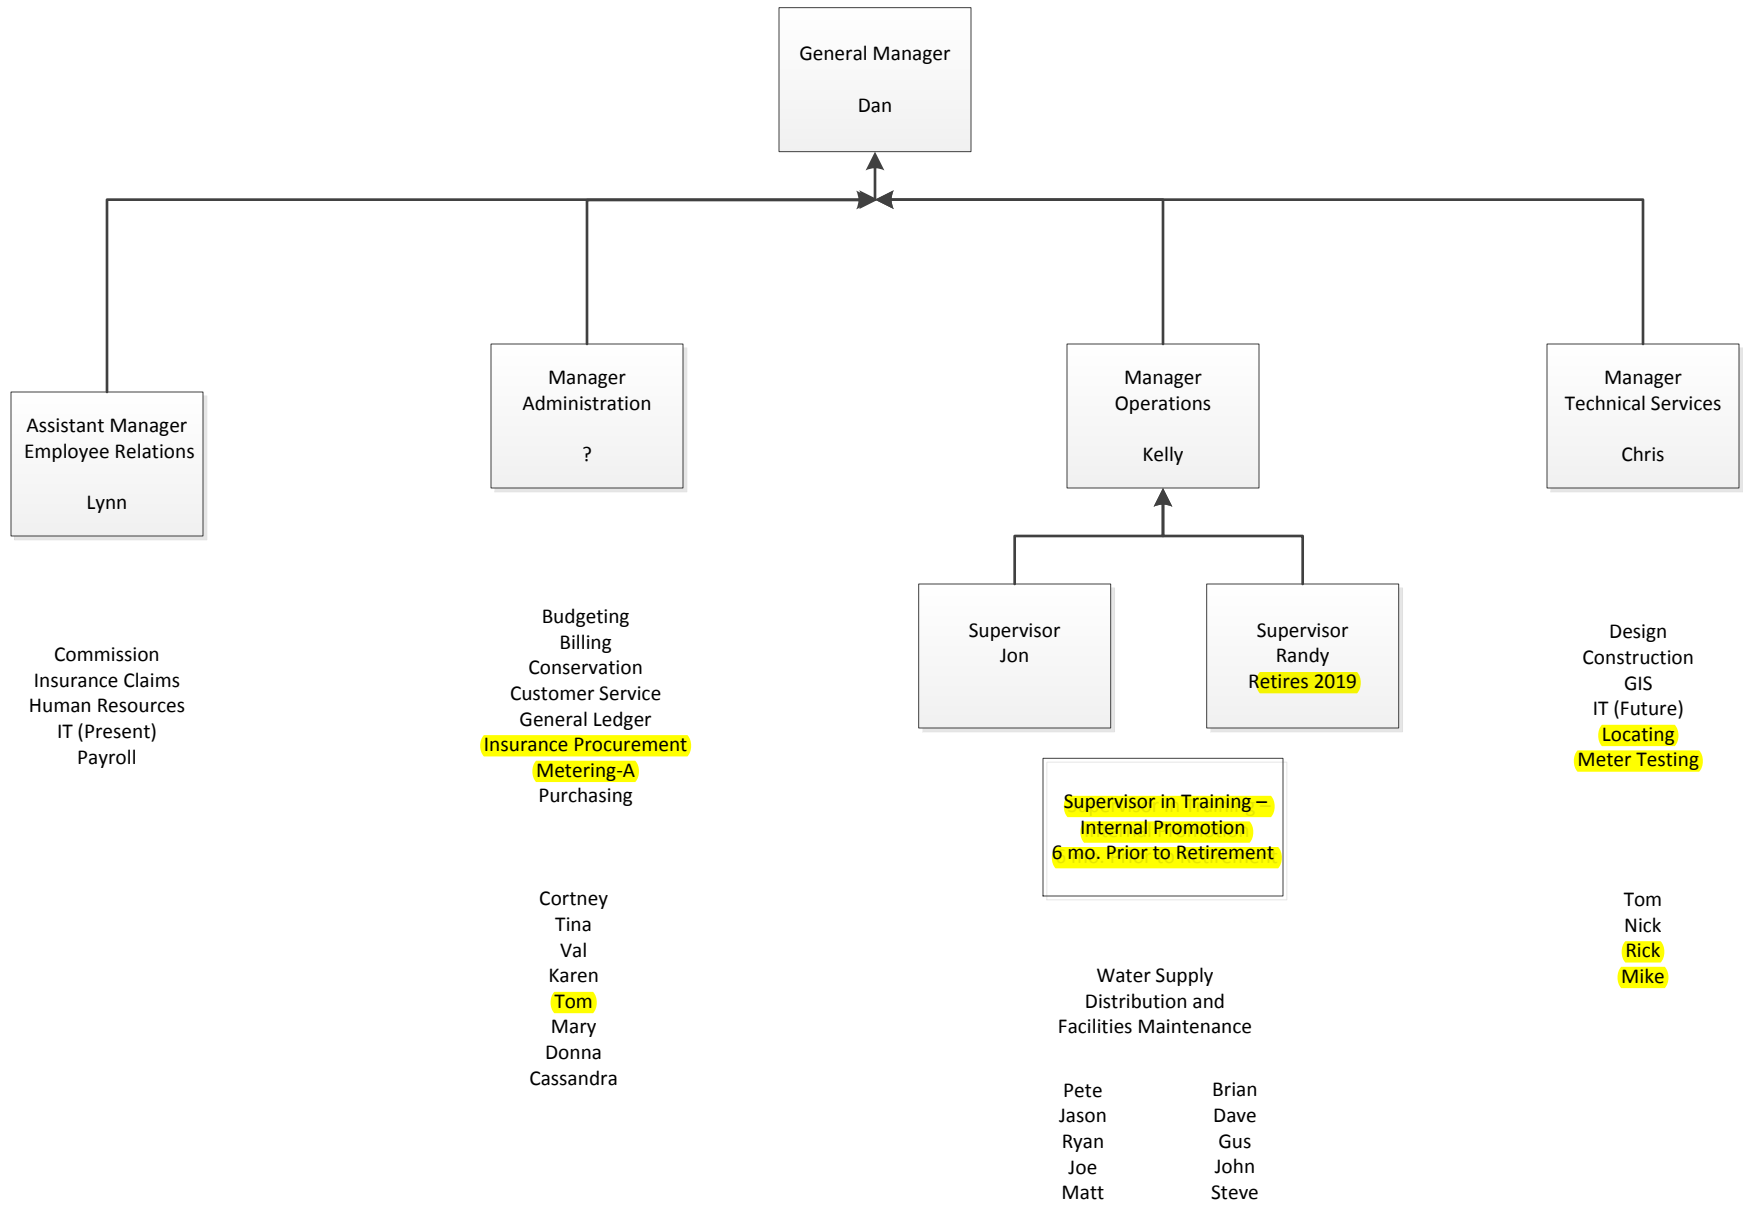 General Manager
Dan
Assistant Manager
Employee Relations
Lynn
Commission
Insurance Claims
Human Resources
IT (Present)
Payroll
Manager
Administration
?
Budgeting
Billing
Conservation
Customer Service
General Ledger
Insurance Procurement
Metering-A
Purchasing
Cortney
Tina
Val
Karen
Tom
Mary
Donna
Cassandra
Manager
Operations
Kelly
Supervisor
Jon
Supervisor
Randy
Retires 2019
Supervisor in Training –
Internal Promotion
6 mo. Prior to Retirement
Water Supply
Distribution and
Facilities Maintenance
Pete
Jason
Ryan
Joe
Matt
Brian
Dave
Gus
John
Steve
Manager
Technical Services
Chris
Design
Construction
GIS
IT (Future)
Locating
Meter Testing
Tom
Nick
Rick
Mike